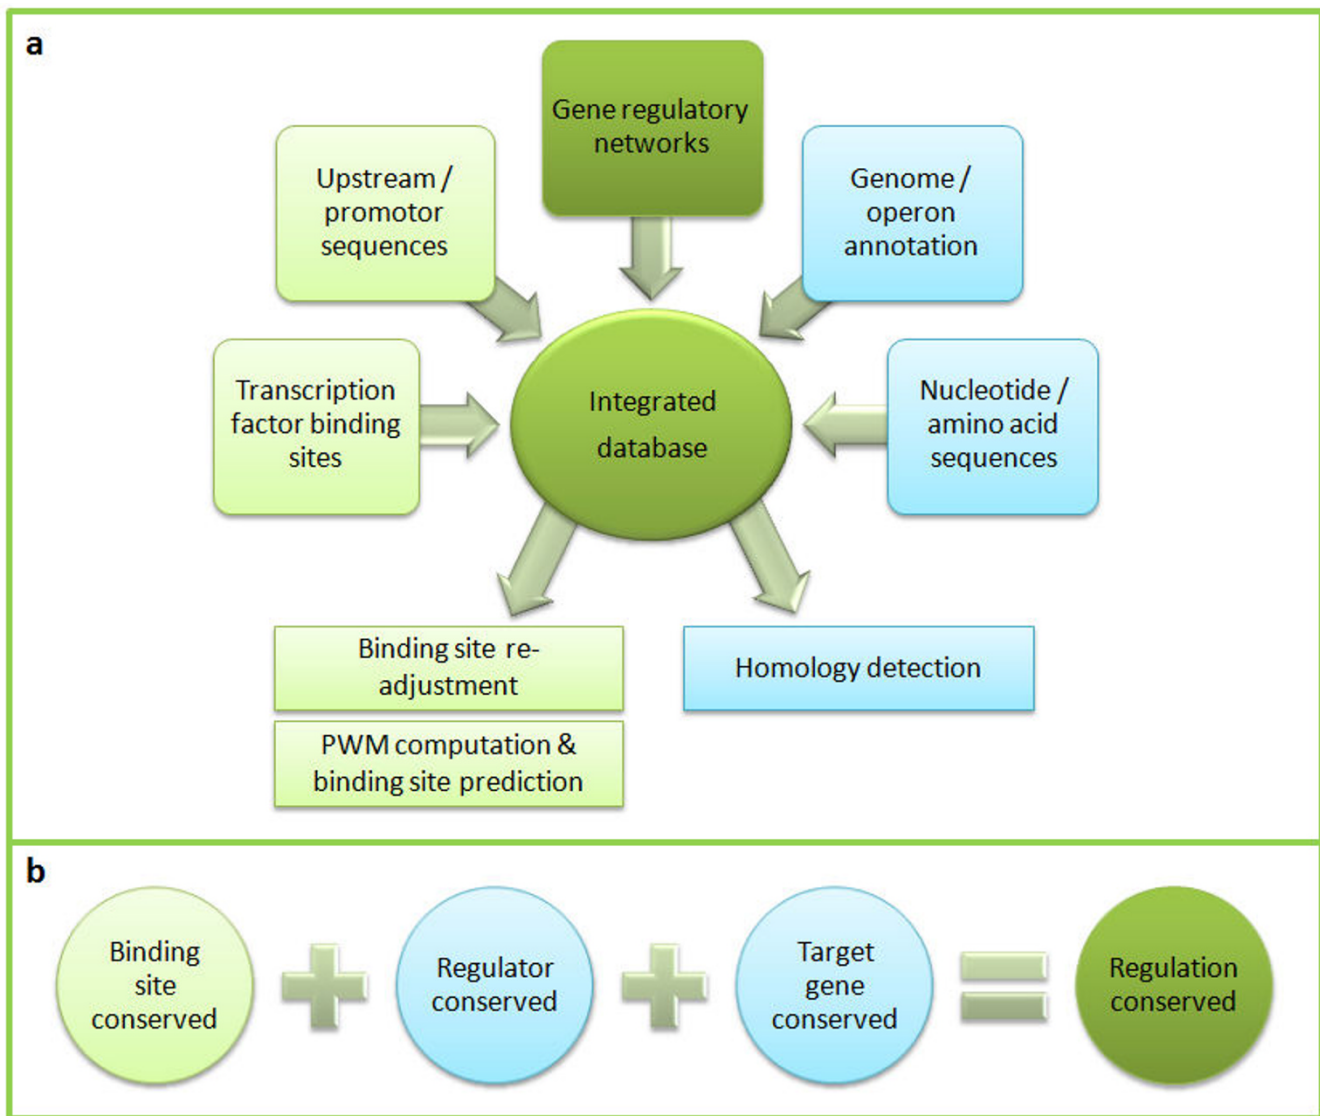 a
Gene regulatory
networks
Upstream /
promotor
sequences
Genome /
operon
annotation
Transcription
factor binding
sites
Integrated
database
Nucleotide /
amino acid
sequences
Binding site re-
adjustment
Homology detection
PWM computation &
binding site prediction
b
Binding
site
conserved
Regulator
conserved
Target
gene
conserved
Regulation
conserved